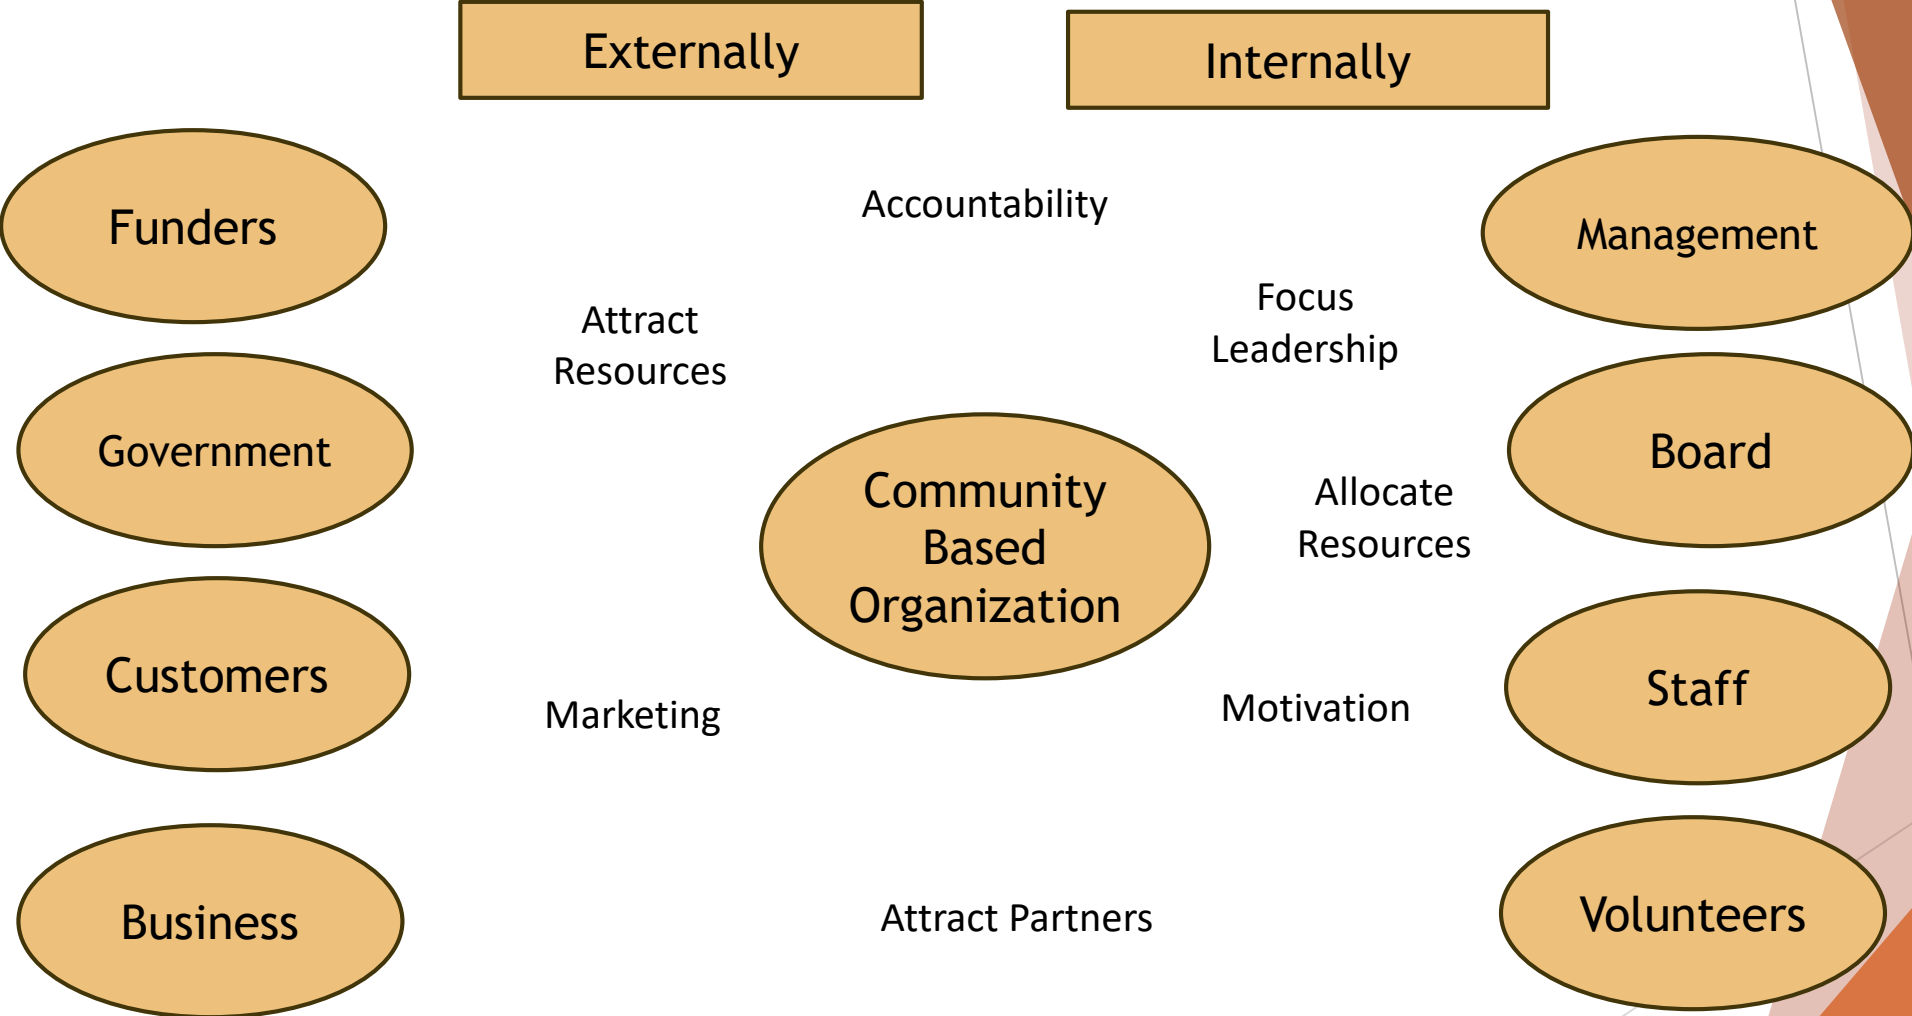 Externally
Internally
Funders
Accountability
Management
Attract
Resources
Focus
Leadership
Government
Board
Community
Based
Organization
Allocate
Resources
Customers
Marketing
Motivation
Staff
Business
Attract Partners
Volunteers